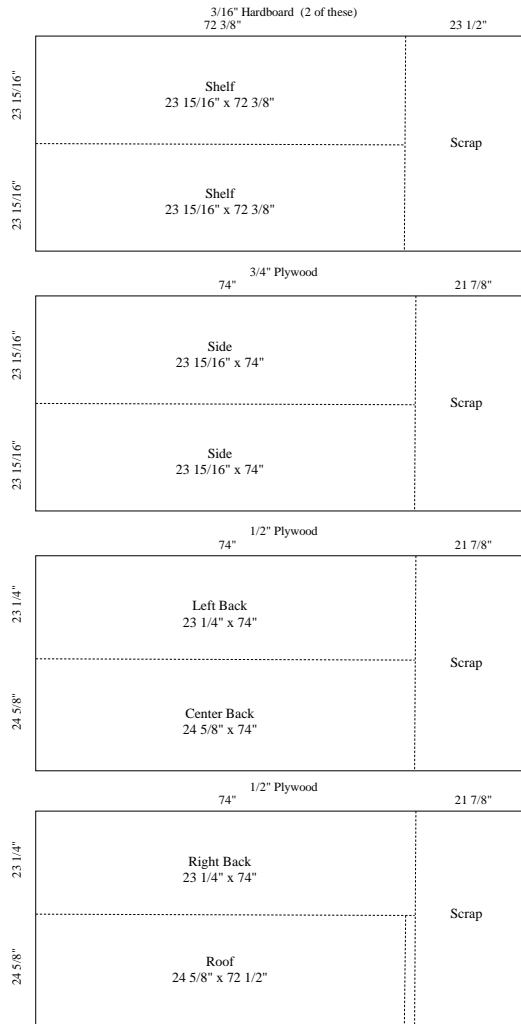 3/16" Hardboard (2 of these)
72 3/8" 23 1/2"
23 15/16"
Shelf
23 15/16" x 72 3/8"
Scrap
23 15/16"
Shelf
23 15/16" x 72 3/8"
3/4" Plywood
74" 21 7/8"
23 15/16"
Side
23 15/16" x 74"
Scrap
23 15/16"
Side
23 15/16" x 74"
1/2" Plywood
74" 21 7/8"
23 1/4"
Left Back
23 1/4" x 74"
Scrap
24 5/8"
Center Back
24 5/8" x 74"
1/2" Plywood
74" 21 7/8"
23 1/4"
Right Back
23 1/4" x 74"
Scrap
24 5/8"
Roof
24 5/8" x 72 1/2"